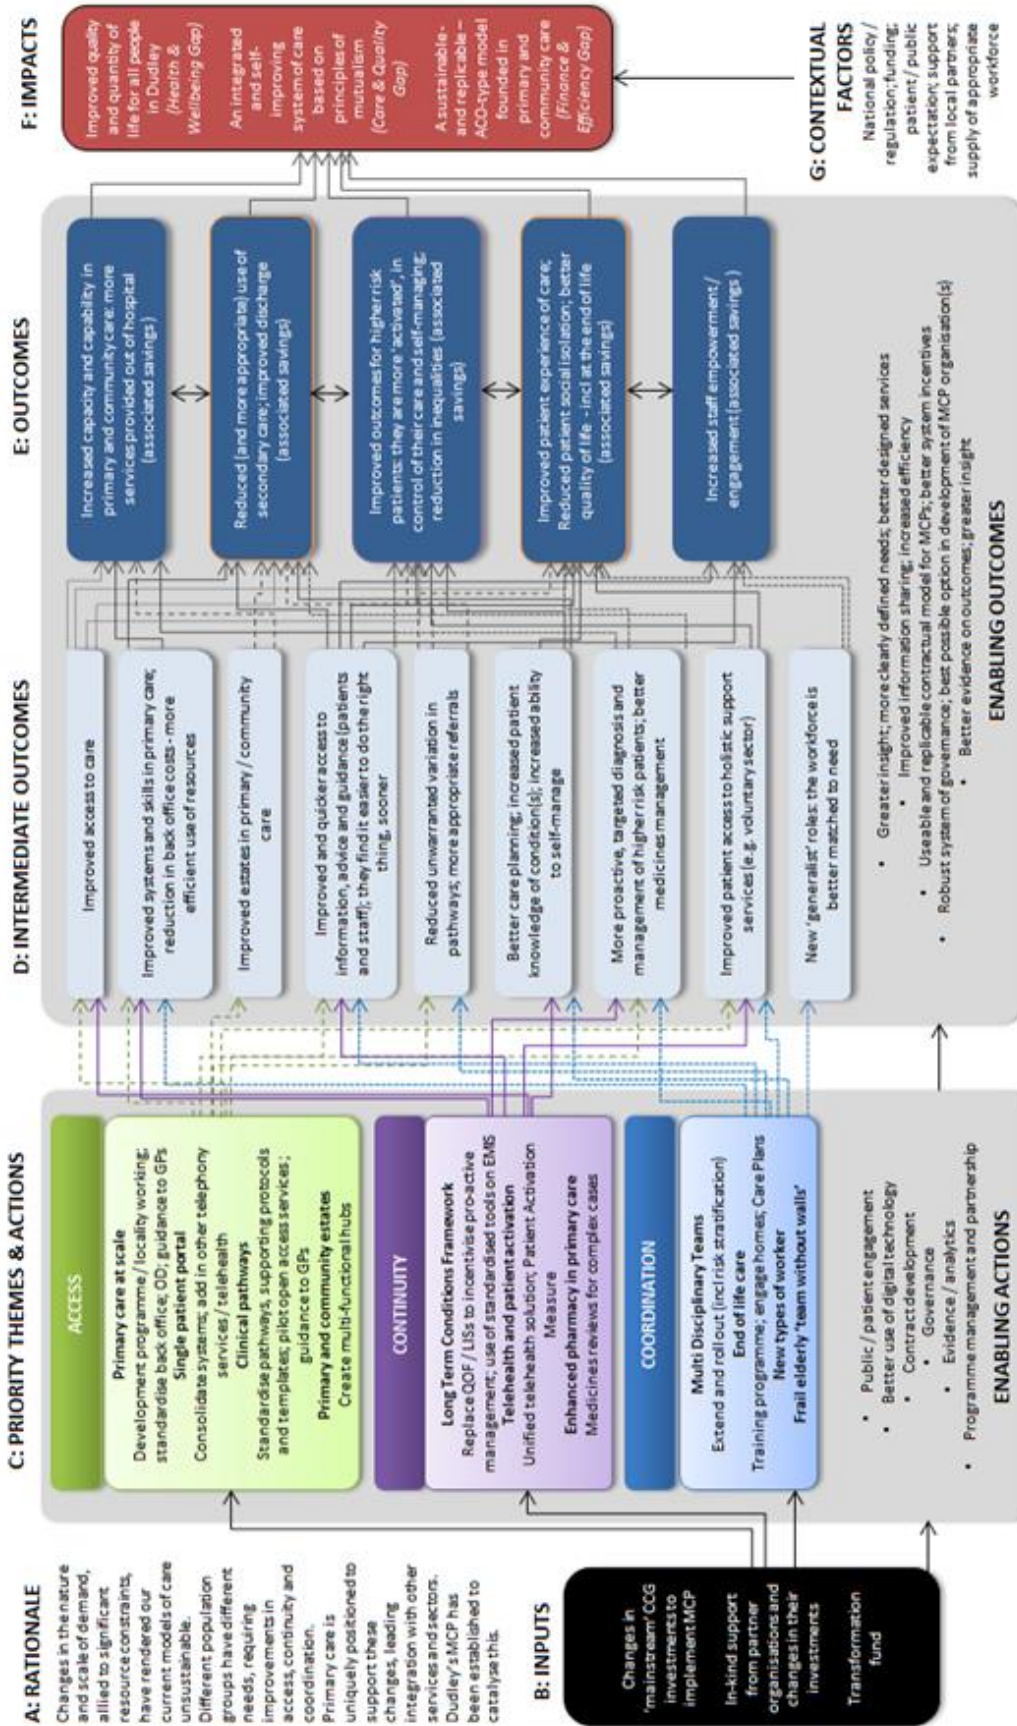 A: RATIONALE
Changes in the nature
and scale of demand,
allied to significant
resource constraints,
have rendered our
current models of care
unsustainable.
Different population
groups have different
needs, requiring
improvements in
access, continuity and
coordination.
Primary care is
uniquely positioned to
support these
changes, leading
integration with other
services and sectors.
Dudley's MCP has
been established to
catalyse this.
B: INPUTS
Changes in
'mainstream' CCG
investments to
implement MCP
In-kind support
from partner
organisations and
changes in their
investments
Transformation
fund
C: PRIORITY THEMES & ACTIONS
ACCESS
Primary care at scale
Development programme / locality working;
standardise back office; OD; guidance to GPs
Single patient portal
Consolidate systems; add in other telephony
services / telehealth
Clinical pathways
Standardise pathways, supporting protocols
and templates; pilot open access services;
guidance to GPs
Primary and community estates
Create multi-functional hubs
CONTINUITY
Long Term Conditions Framework
Replace QOF / LISs to incentivise pro-active
management; use of standardised tools on EMIS
Telehealth and patient activation
Unified telehealth solution; Patient Activation
Measure
Enhanced pharmacy in primary care
Medicines reviews for complex cases
COORDINATION
Multi Disciplinary Teams
Extend and roll out (incl risk stratification)
End of life care
Training programme; engage homes; Care Plans
New types of worker
Frail elderly 'team without walls'
• Public / patient engagement
• Better use of digital technology
• Contract development
• Governance
• Evidence / analytics
• Programme management and partnership
ENABLING ACTIONS
D: INTERMEDIATE OUTCOMES
Improved access to care
Improved systems and skills in primary care;
reduction in back office costs - more
efficient use of resources
Improved estates in primary / community
care
Improved and quicker access to
information, advice and guidance (patients
and staff); they find it easier to do the right
thing, sooner
Reduced unwarranted variation in
pathways; more appropriate referrals
Better care planning; increased patient
knowledge of condition(s); increased ability
to self-manage
More proactive, targeted diagnosis and
management of higher risk patients; better
medicines management
Improved patient access to holistic support
services (e.g. voluntary sector)
New 'generalist' roles: the workforce is
better matched to need
E: OUTCOMES
Increased capacity and capability in
primary and community care: more
services provided out of hospital
(associated savings )
Reduced (and more appropriate) use of
secondary care; improved discharge
(associated savings)
Improved outcomes for higher risk
patients: they are more 'activated', in
control of their care and self-managing;
reduction in inequalities (associated
savings)
Improved patient experience of care;
Reduced patient social isolation; better
quality of life - incl at the end of life
(associated savings)
Increased staff empowerment /
engagement (associated savings )
• Greater insight; more clearly defined needs; better designed services
• Improved information sharing; increased efficiency
• Useable and replicable contractual model for MCPs; better system incentives
• Robust system of governance; best possible option in development of MCP organisation(s)
• Better evidence on outcomes; greater insight
ENABLING OUTCOMES
F: IMPACTS
Improved quality
and quantity of
life for all people
in Dudley
(Health &
Wellbeing Gap)
An integrated
and self-
improving
system of care
based on
principles of
mutualism
(Care & Quality
Gap)
A sustainable-
and replicable –
ACO-type model
founded in
primary and
community care
(Finance &
Efficiency Gap)
G: CONTEXTUAL
FACTORS
National policy /
regulation; funding;
patient / public
expectation; support
from local partners;
supply of appropriate
workforce